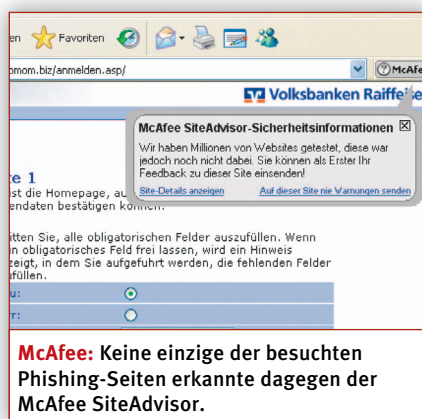 en Favoriten
omom.biz/anmelden.asp/
McAfe
Volksbanken Raiffeise
McAfee SiteAdvisor-Sicherheitsinformationen
Wir haben Millionen von Websites getestet, diese war
jedoch noch nicht dabei. Sie können als Erster Ihr
Feedback zu dieser Site einsenden!
Site-Details anzeigen Auf dieser Site nie Warnungen senden
te 1
ist die Homepage, au
endaten bestätigen können.
itten Sie, alle obligatorischen Felder auszufüllen. Wenn
in obligatorisches Feld frei lassen, wird ein Hinweis
zeigt, in dem Sie aufgefuhrt werden, die fehlenden Felder
füllen.
u:
r:
McAfee: Keine einzige der besuchten
Phishing-Seiten erkannte dagegen der
McAfee SiteAdvisor.